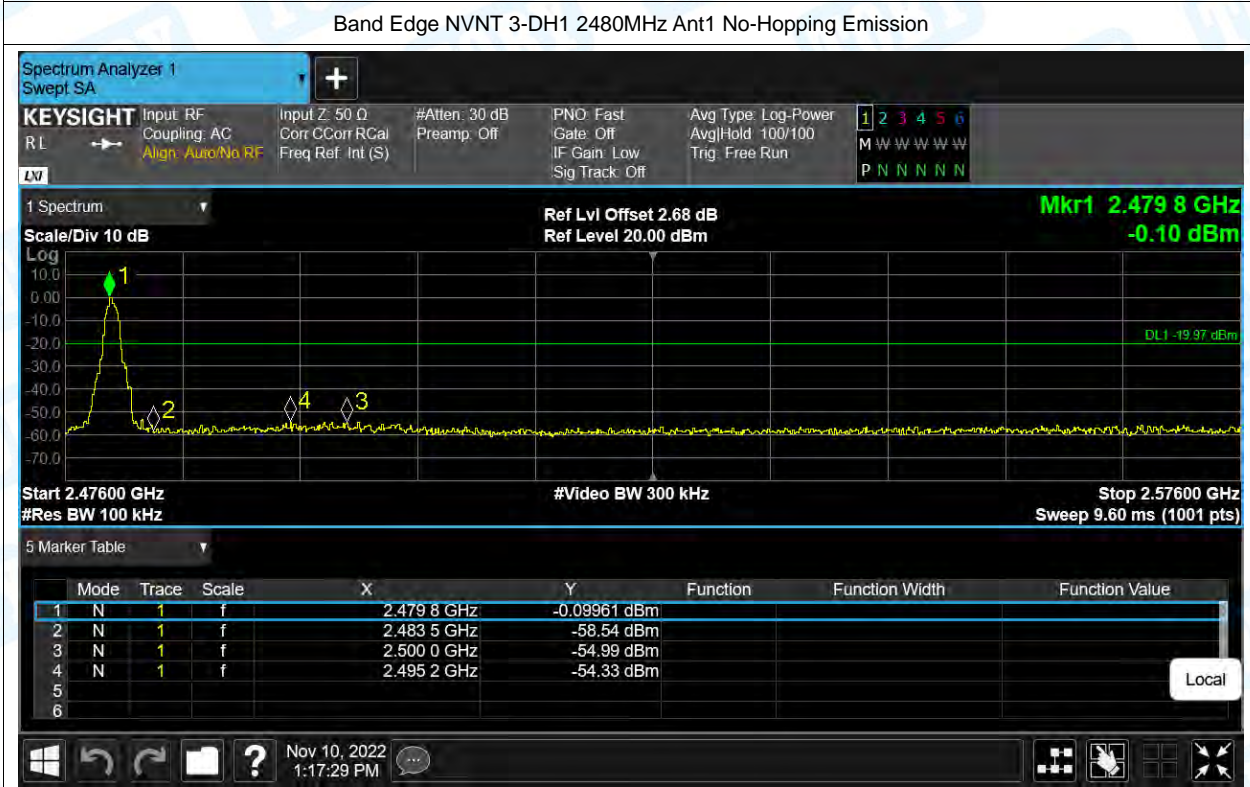 Band Edge NVNT 3-DH1 2480MHz Ant1 No-Hopping Emission
Spectrum Analyzer 1
Swept SA
+
KEYSIGHT Input: RF Input Z: 50 Ω #Atten: 30 dB PNO: Fast Avg Type: Log-Power 1 2 3 4 5 6
RL Coupling: AC Corr CCorr RCal Preamp: Off Gate: Off Avg|Hold: 100/100 M W W W W W
Align: Auto/No RF Freq Ref: Int (S) IF Gain: Low Trig: Free Run P N N N N N
LXI Sig Track: Off
1 Spectrum Ref Lvl Offset 2.68 dB Mkr1 2.479 8 GHz
Scale/Div 10 dB Ref Level 20.00 dBm -0.10 dBm
Log
10.0 1
0.00
-10.0
-20.0 DL1 -19.97 dBm
-30.0
-40.0
-50.0 2 4 3
-60.0
-70.0
Start 2.47600 GHz #Video BW 300 kHz Stop 2.57600 GHz
#Res BW 100 kHz Sweep 9.60 ms (1001 pts)
5 Marker Table
Mode Trace Scale X Y Function Function Width Function Value
1 N 1 f 2.479 8 GHz -0.09961 dBm
2 N 1 f 2.483 5 GHz -58.54 dBm
3 N 1 f 2.500 0 GHz -54.99 dBm
4 N 1 f 2.495 2 GHz -54.33 dBm
5
6
Local
? Nov 10, 2022
1:17:29 PM